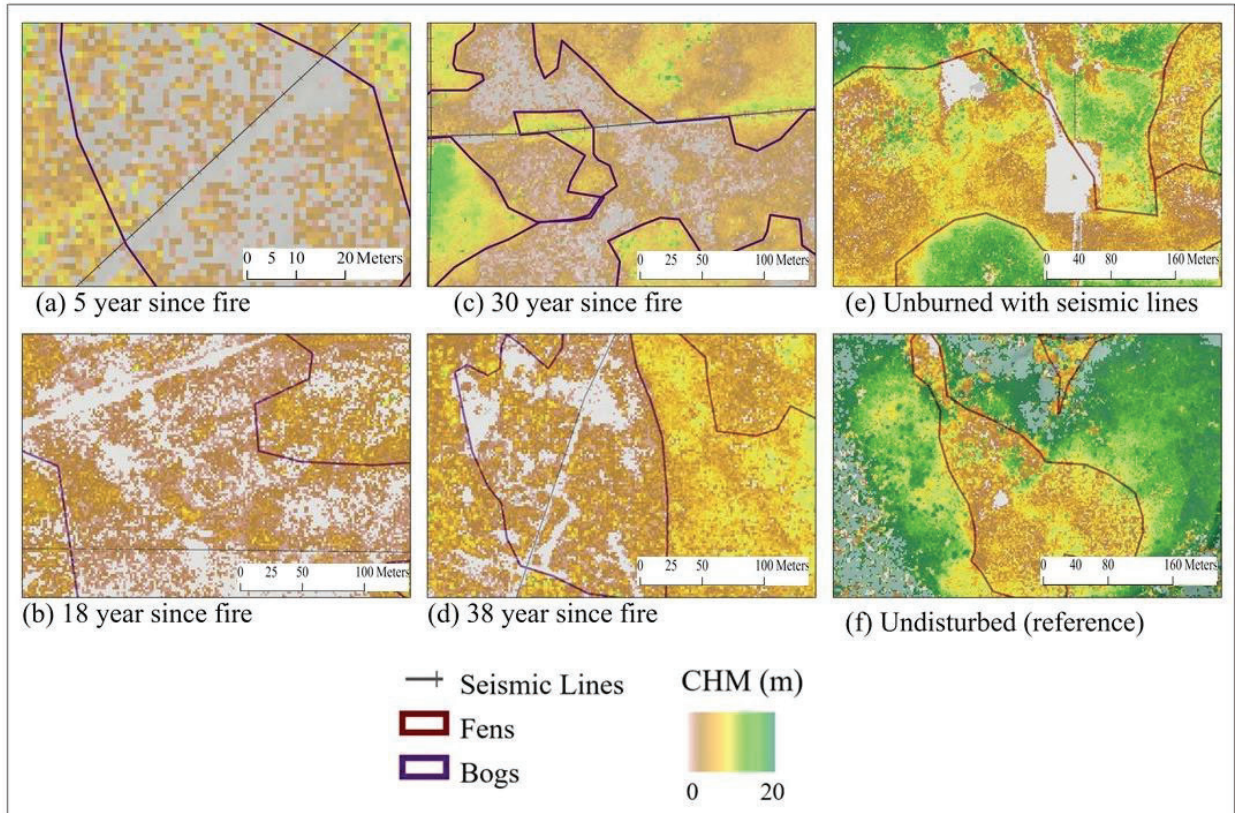 0 5 10 20 Meters
(a) 5 year since fire
0 25 50 100 Meters
(c) 30 year since fire
0 40 80 160 Meters
(e) Unburned with seismic lines
0 25 50 100 Meters
(b) 18 year since fire
0 25 50 100 Meters
(d) 38 year since fire
0 40 80 160 Meters
(f) Undisturbed (reference)
Seismic Lines
Fens
Bogs
CHM (m)
0 20